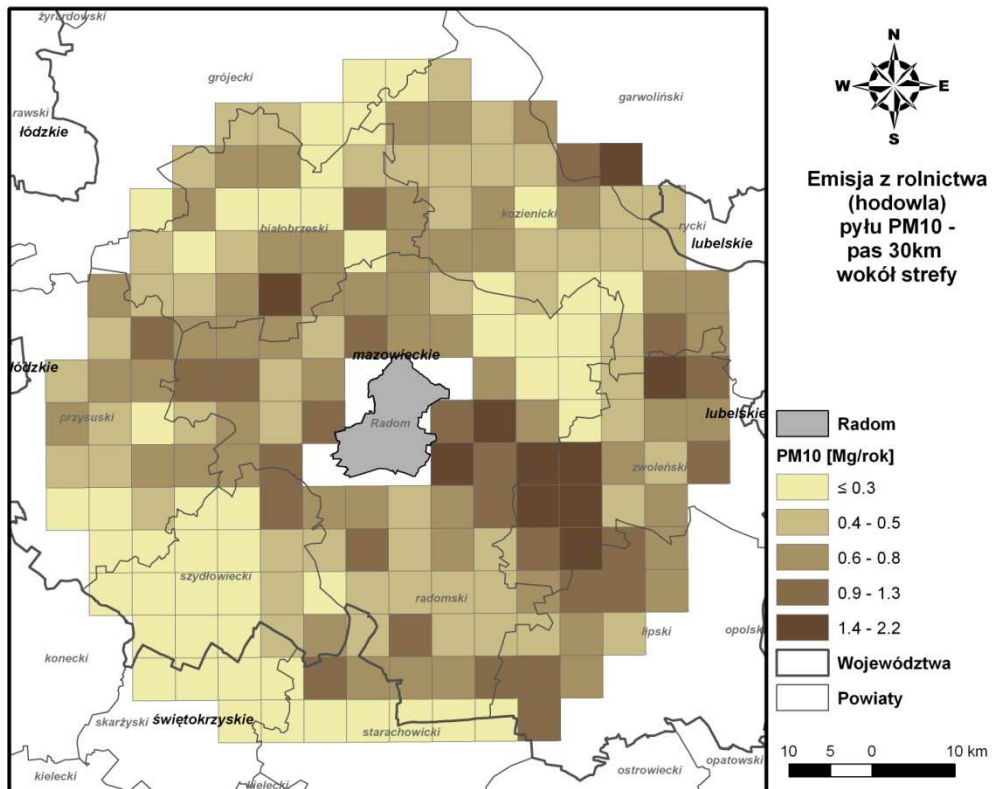 żyrardowski
grójecki
garwoliński
rawski
łódzkie
kozienicki
białobrzeski
rycki
lubelskie
mazowieckie
łódzkie
przysuski
Radom
lubelskie
zwoleński
szydłowiecki
radomski
lipski
opolski
konecki
skarżyski
świętokrzyskie
starachowicki
kielecki
kielecki
ostrowiecki
opatowski
N
W E
S
Emisja z rolnictwa
(hodowla)
pyłu PM10 -
pas 30km
wokół strefy
Radom
PM10 [Mg/rok]
≤ 0.3
0.4 - 0.5
0.6 - 0.8
0.9 - 1.3
1.4 - 2.2
Województwa
Powiaty
10 5 0 10 km